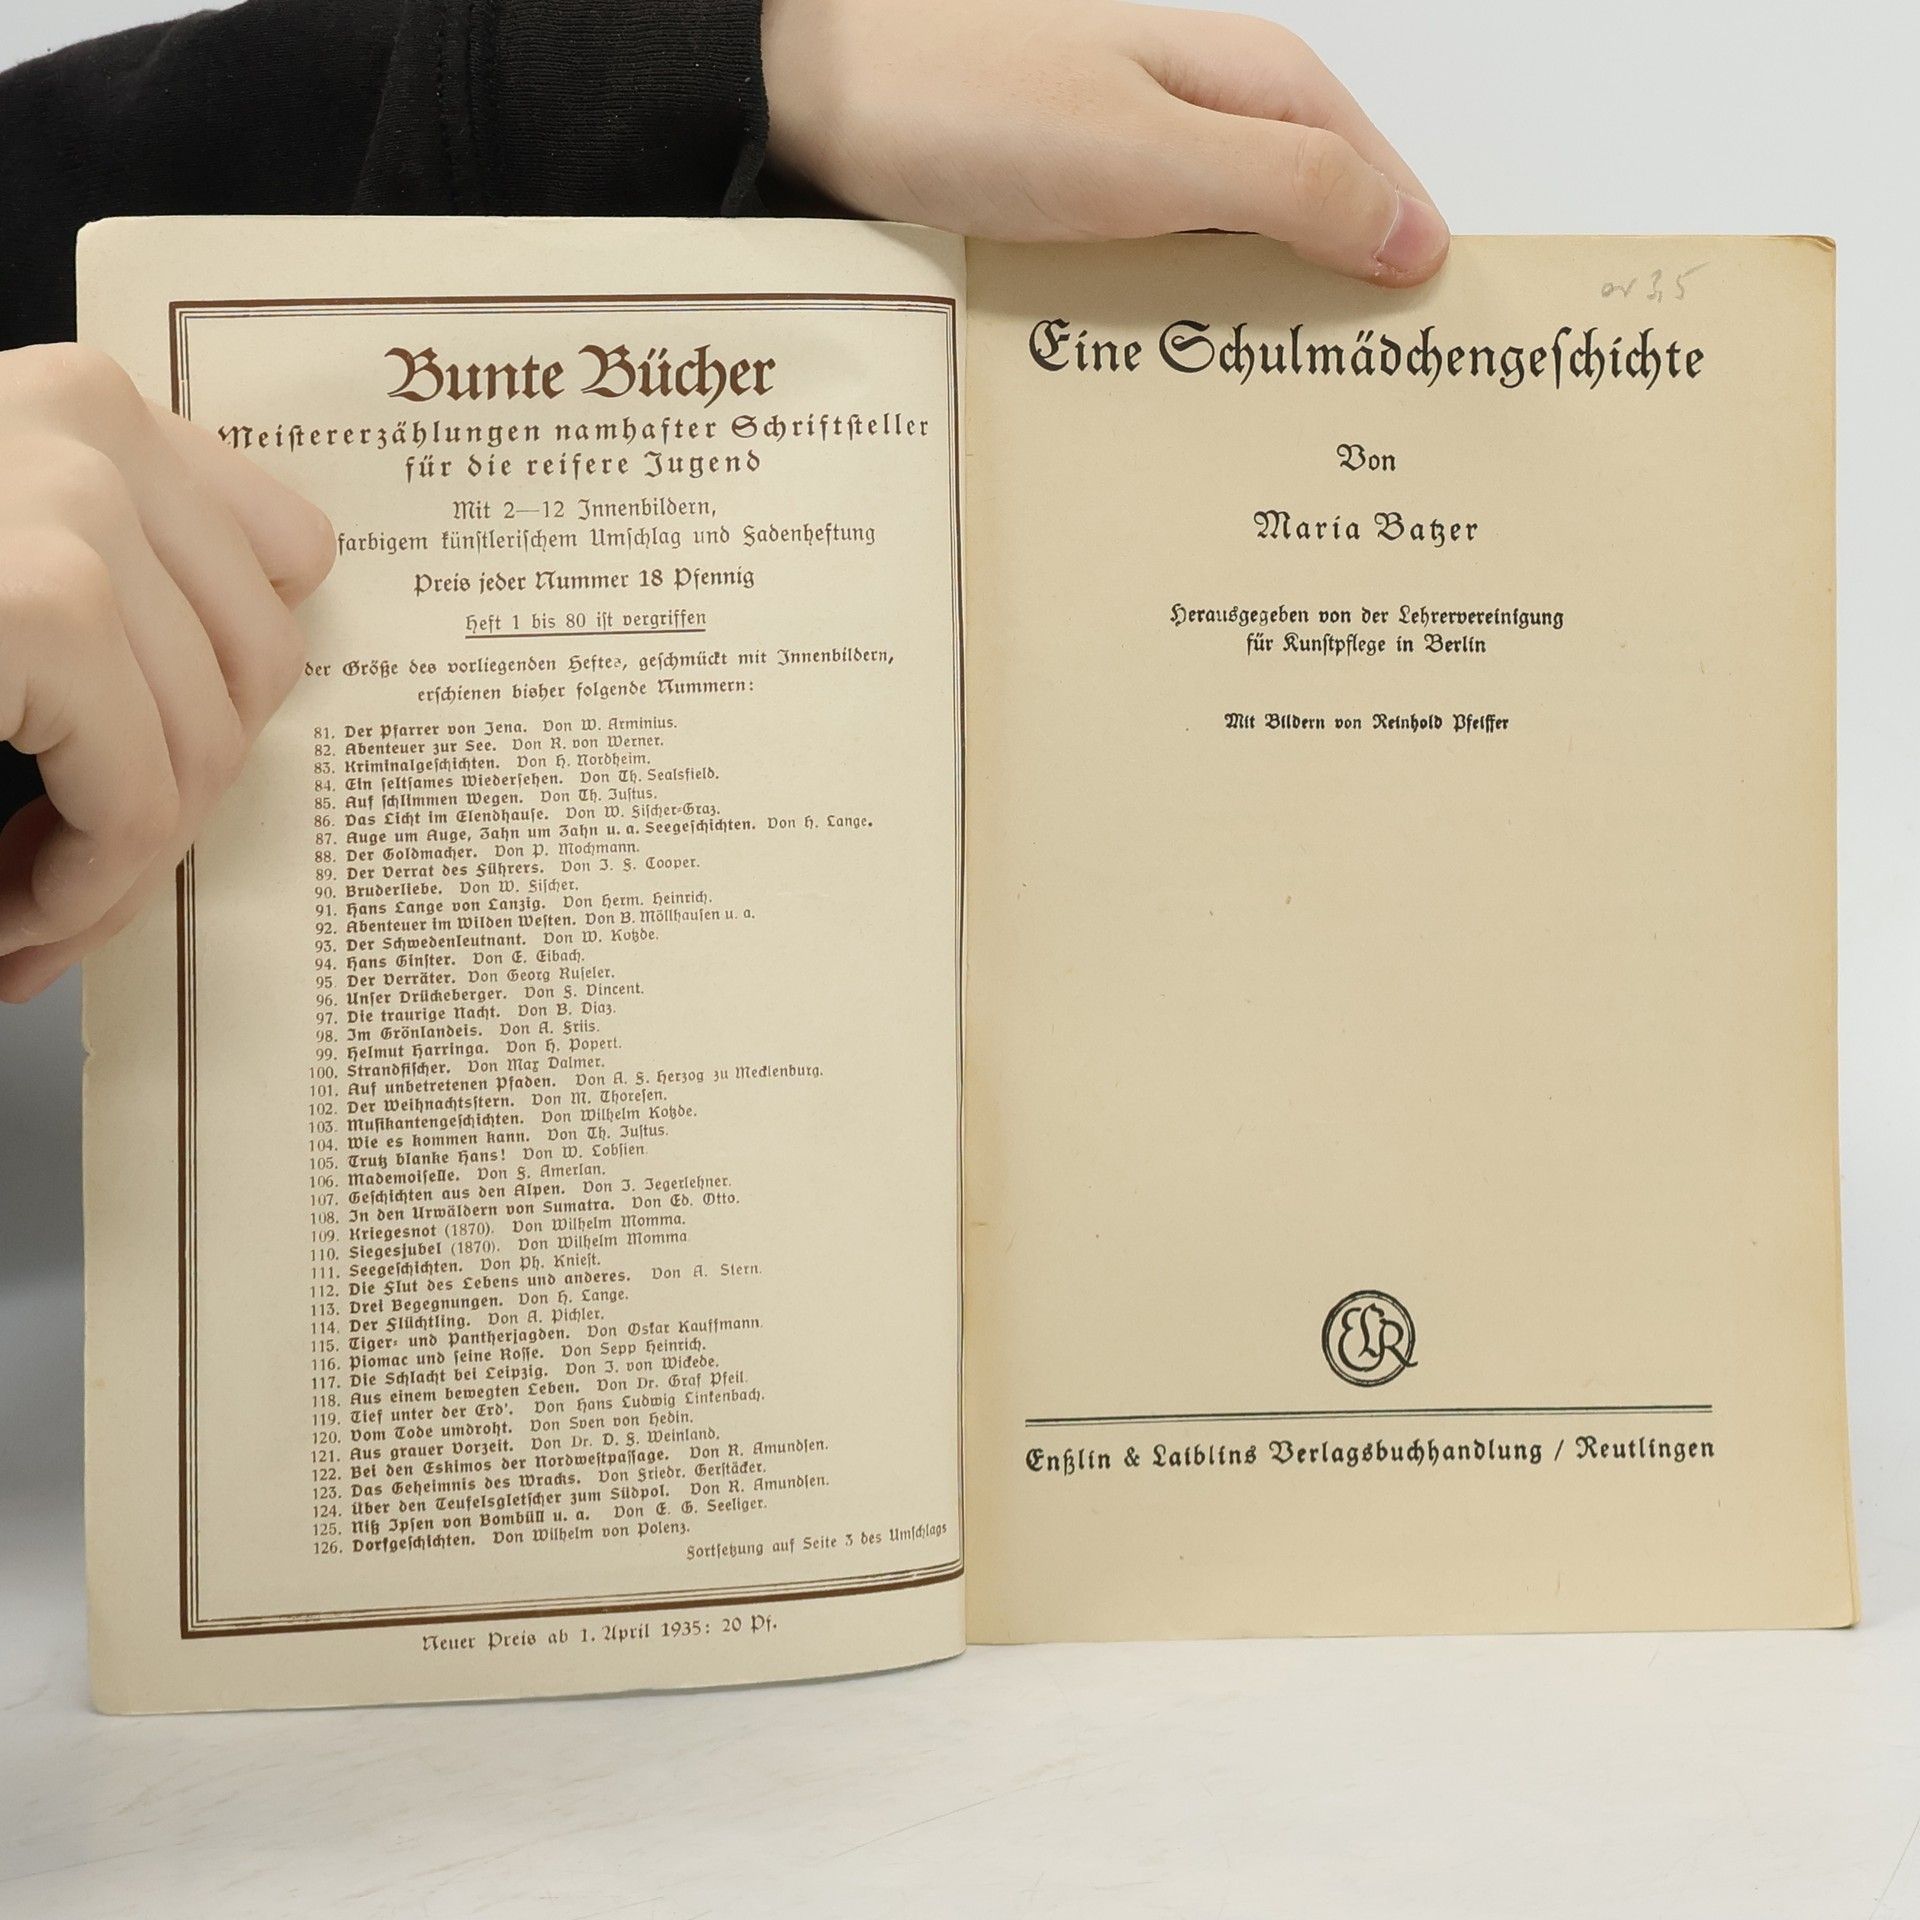 Bunte Bücher
Meistererzählungen namhafter Schriftsteller
für die reifere Jugend
Mit 2—12 Innenbildern,
farbigem künstlerischem Umschlag und Fadenheftung
Preis jeder Nummer 18 Pfennig
Heft 1 bis 80 ist vergriffen
der Größe des vorliegenden Heftes, geschmückt mit Innenbildern,
erschienen bisher folgende Nummern:
81. Der Pfarrer von Jena. Von W. Arminius.
82. Abenteuer zur See. Von R. von Werner.
83. Kriminalgeschichten. Von H. Nordheim.
84. Ein seltsames Wiedersehen. Von Th. Sealsfield.
85. Auf schlimmen Wegen. Von Th. Justus.
86. Das Licht im Elendhause. Von W. Fischer-Graz.
87. Auge um Auge, Zahn um Zahn u. a. Seegeschichten. Von H. Lange.
88. Der Goldmacher. Von P. Mochmann.
89. Der Verrat des Führers. Von J. F. Cooper.
90. Bruderliebe. Von W. Fischer.
91. Hans Lange von Lanzig. Von Herm. Heinrich.
92. Abenteuer im Wilden Westen. Von B. Möllhausen u. a.
93. Der Schwedenleutnant. Von W. Kotzde.
94. Hans Ginster. Von E. Eibach.
95. Der Verräter. Von Georg Ruseler.
96. Unser Drückeberger. Von F. Vincent.
97. Die traurige Nacht. Von B. Diaz.
98. Im Grönlandeis. Von A. Friis.
99. Helmut Harringa. Von H. Popert.
100. Strandfischer. Von Max Dalmer.
101. Auf unbetretenen Pfaden. Von A. F. Herzog zu Mecklenburg.
102. Der Weihnachtsstern. Von M. Thoresen.
103. Musikantengeschichten. Von Wilhelm Kotzde.
104. Wie es kommen kann. Von Th. Justus.
105. Trutz blanke Hans! Von W. Lobsien.
106. Mademoiselle. Von F. Amerlan.
107. Geschichten aus den Alpen. Von J. Jegerlehner.
108. In den Urwäldern von Sumatra. Von Ed. Otto.
109. Kriegesnot (1870). Von Wilhelm Momma.
110. Siegesjubel (1870). Von Wilhelm Momma
111. Seegeschichten. Von Ph. Kniest.
112. Die Flut des Lebens und anderes. Von A. Stern.
113. Drei Begegnungen. Von H. Lange.
114. Der Flüchtling. Von A. Pichler.
115. Tiger- und Pantherjagden. Von Oskar Kauffmann.
116. Piomac und seine Rosse. Von Sepp Heinrich.
117. Die Schlacht bei Leipzig. Von J. von Wickede.
118. Aus einem bewegten Leben. Von Dr. Graf Pfeil.
119. Tief unter der Erd'. Von Hans Ludwig Linkenbach.
120. Vom Tode umdroht. Von Sven von Hedin.
121. Aus grauer Vorzeit. Von Dr. D. F. Weinland.
122. Bei den Eskimos der Nordwestpassage. Von R. Amundsen.
123. Das Geheimnis des Wracks. Von Friedr. Gerstäcker.
124. Über den Teufelsgletscher zum Südpol. Von R. Amundsen.
125. Niß Ipsen von Bombüll u. a. Von E. G. Seeliger.
126. Dorfgeschichten. Von Wilhelm von Polenz.
Fortsetzung auf Seite 3 des Umschlags
Neuer Preis ab 1. April 1935: 20 Pf.
3,5
Eine Schulmädchengeschichte
Von
Maria Batzer
Herausgegeben von der Lehrervereinigung
für Kunstpflege in Berlin
Mit Bildern von Reinhold Pfeiffer
ELR
Enßlin & Laiblins Verlagsbuchhandlung / Reutlingen